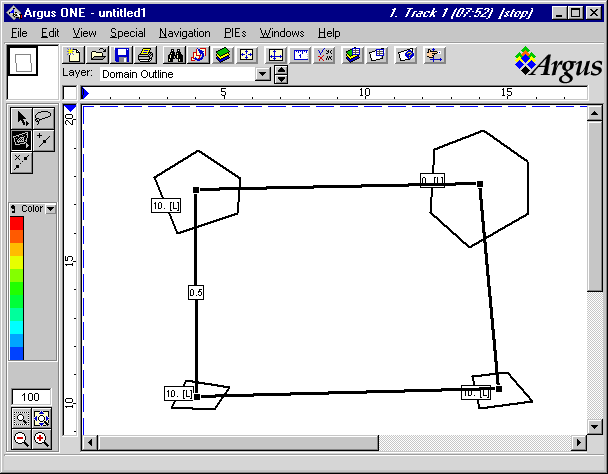 Argus ONE - untitled1
1. Track 1 [07:52] [stop]
File Edit View Special Navigation PIEs Windows Help
Layer: Domain Outline
Argus
5 10 15
20
15
10
Color
100
10. [L]
0. [L]
0.5
10. [L]
10. [L]